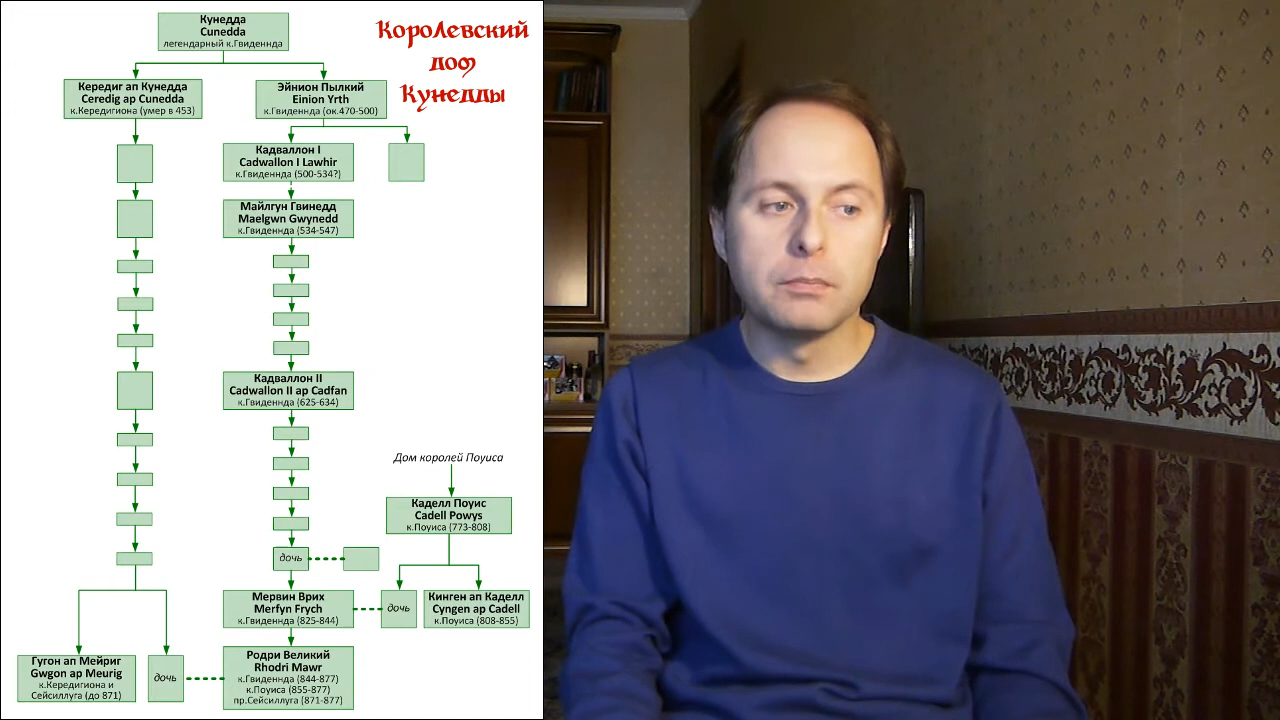 Кунедда
Cunedda
легендарный к.Гвиденнда
Королевский
дом
Кунедды
Кередиг ап Кунедда
Ceredig ap Cunedda
к.Кередигиона (умер в 453)
Эйнион Пылкий
Einion Yrth
к.Гвиденнда (ок.470-500)
Кадваллон I
Cadwallon I Lawhir
к.Гвиденнда (500-534?)
Майлгун Гвинедд
Maelgwn Gwynedd
к.Гвиденнда (534-547)
Кадваллон II
Cadwallon II ap Cadfan
к.Гвиденнда (625-634)
Дом королей Поуиса
Каделл Поуис
Cadell Powys
к.Поуиса (773-808)
дочь
Мервин Врих
Merfyn Frych
к.Гвиденнда (825-844)
дочь
Кинген ап Каделл
Cyngen ap Cadell
к.Поуиса (808-855)
Гугон ап Мейриг
Gwgon ap Meurig
к.Кередигиона и
Сейсиллуга (до 871)
дочь
Родри Великий
Rhodri Mawr
к.Гвиденнда (844-877)
к.Поуиса (855-877)
пр.Сейсиллуга (871-877)